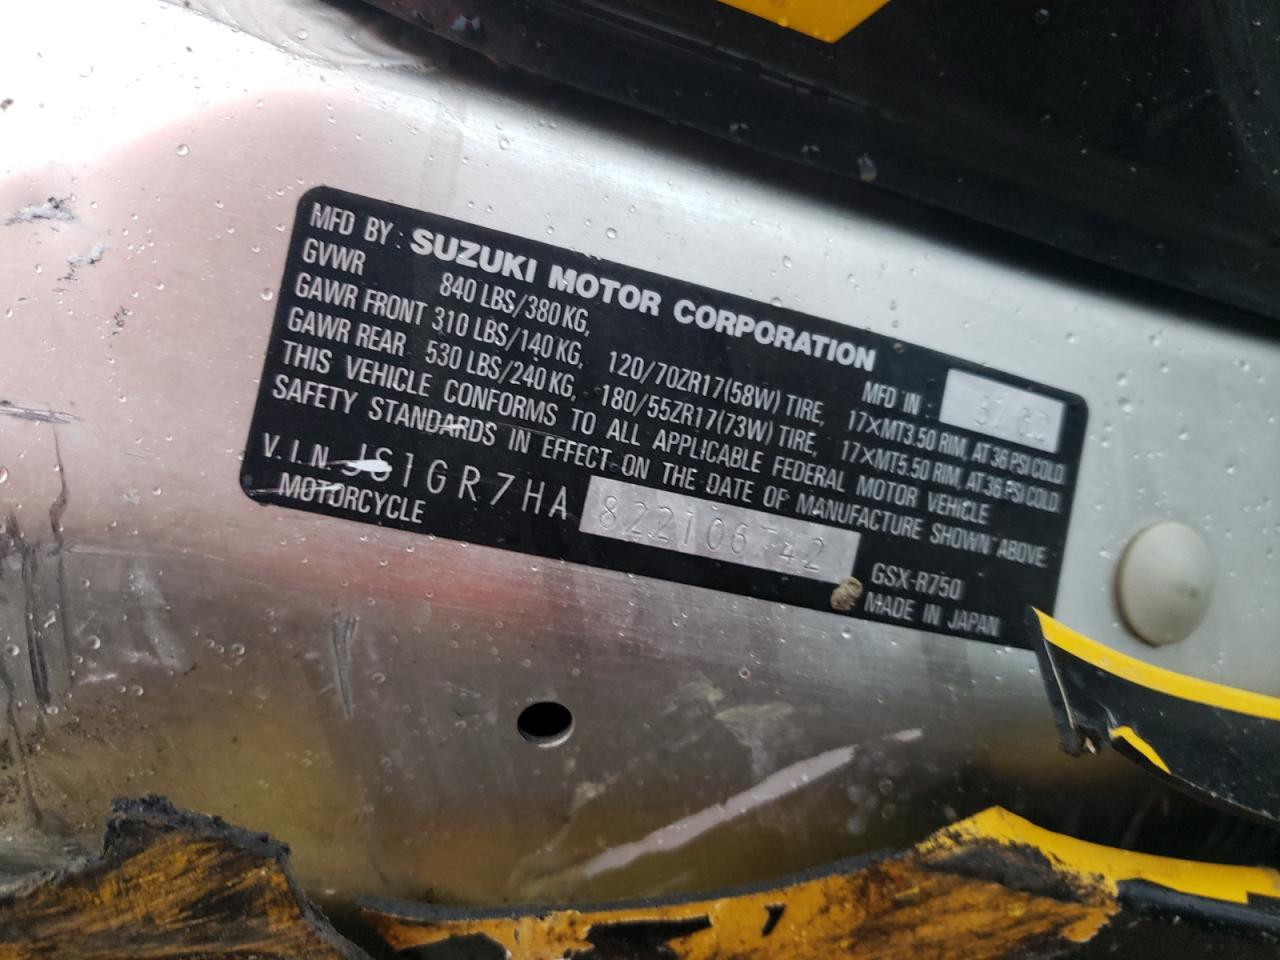 MFD BY : SUZUKI MOTOR CORPORATION
GVWR 840 LBS/380 KG, MFD IN : 3/02
GAWR FRONT 310 LBS/140 KG, 120/70ZR17(58W) TIRE, 17×MT3.50 RIM, AT 36 PSI COLD.
GAWR REAR 530 LBS/240 KG, 180/55ZR17(73W) TIRE, 17×MT5.50 RIM, AT 36 PSI COLD.
THIS VEHICLE CONFORMS TO ALL APPLICABLE FEDERAL MOTOR VEHICLE
SAFETY STANDARDS IN EFFECT ON THE DATE OF MANUFACTURE SHOWN ABOVE.
V.I.N JS1GR7HA 822106742 GSX-R750
MOTORCYCLE MADE IN JAPAN